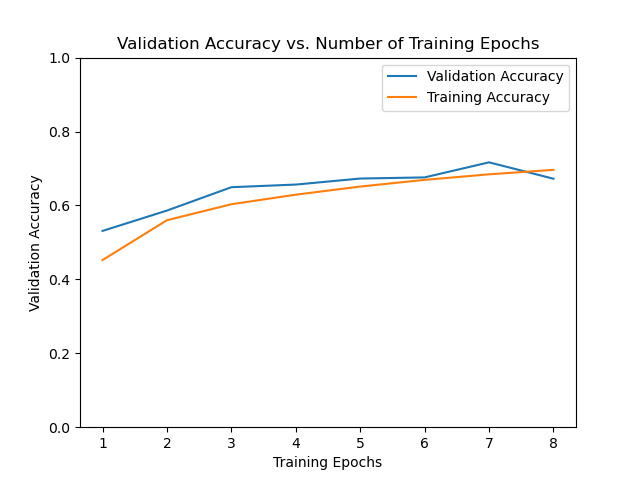 Validation Accuracy vs. Number of Training Epochs
Validation Accuracy
Training Accuracy
1.0
0.8
0.6
0.4
0.2
0.0
Validation Accuracy
1 2 3 4 5 6 7 8
Training Epochs